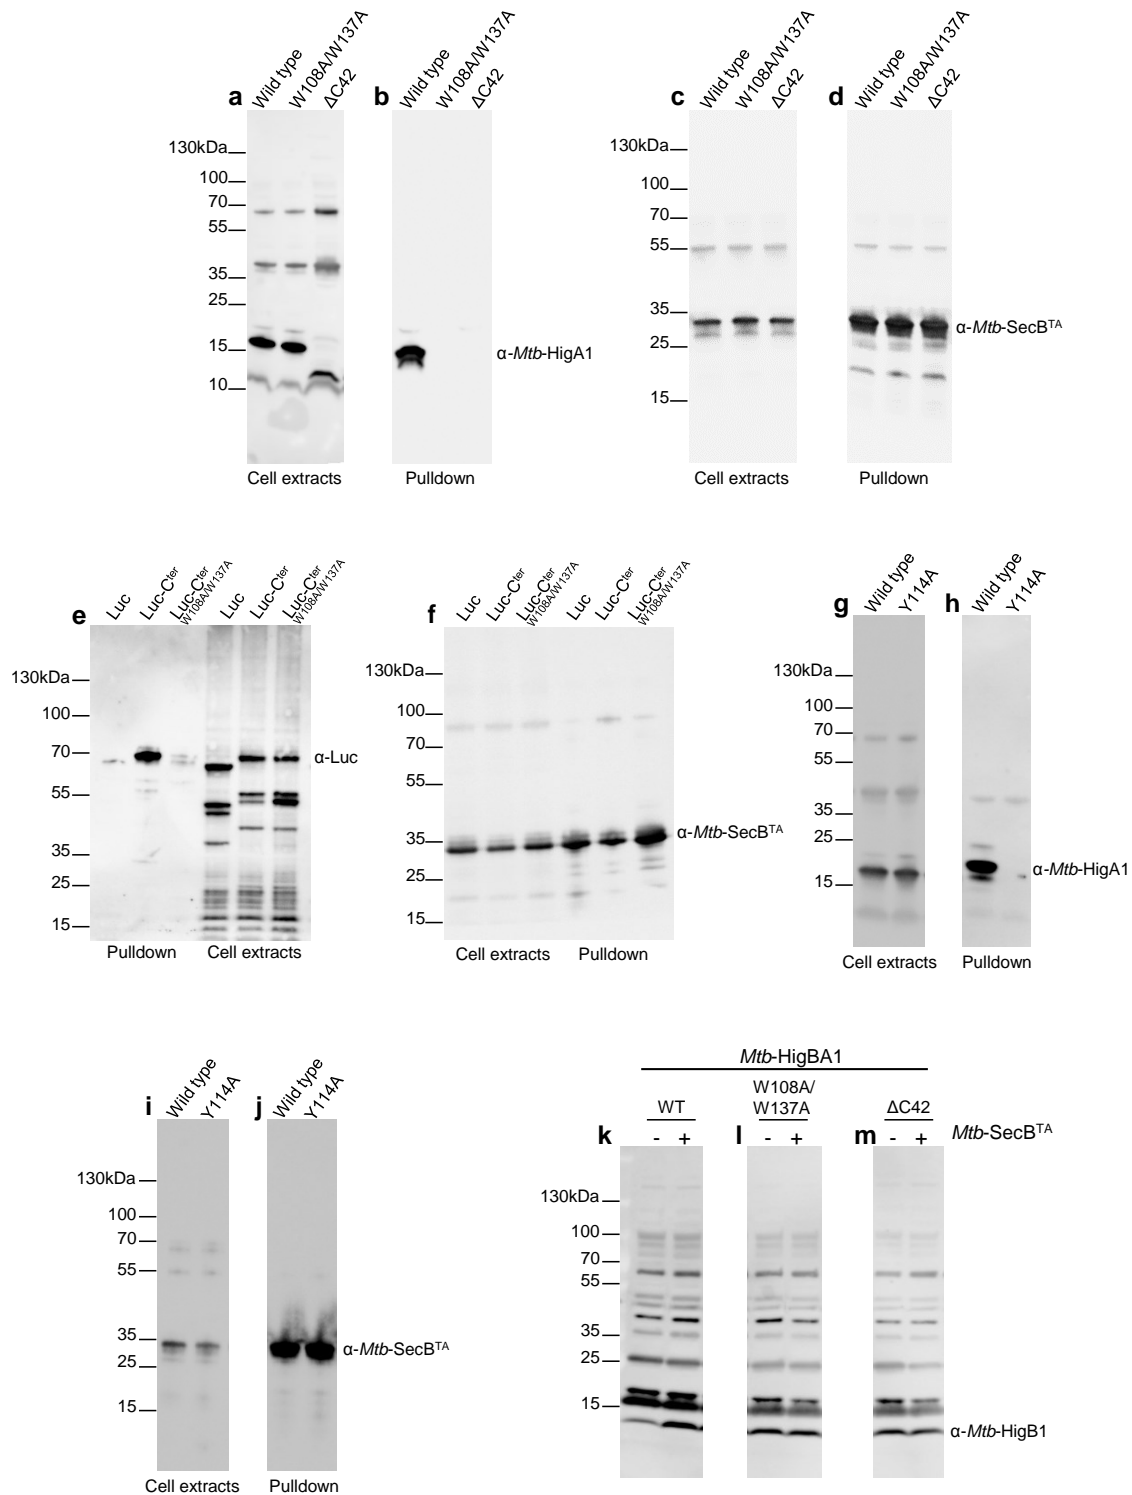 a
Wild type
W108A/W137A
ΔC42
b
Wild type
W108A/W137A
ΔC42
130kDa
100
70
55
35
25
15
10
α-Mtb-HigA1
Cell extracts
Pulldown
c
Wild type
W108A/W137A
ΔC42
d
Wild type
W108A/W137A
ΔC42
130kDa
100
70
55
35
25
15
α-Mtb-SecBᵀᴬ
Cell extracts
Pulldown
e
Luc
Luc-Cᵗᵉʳ
Luc-Cᵗᵉʳ
W108A/W137A
Luc
Luc-Cᵗᵉʳ
Luc-Cᵗᵉʳ
W108A/W137A
130kDa
100
70
55
35
25
15
α-Luc
Pulldown
Cell extracts
f
Luc
Luc-Cᵗᵉʳ
Luc-Cᵗᵉʳ
W108A/W137A
Luc
Luc-Cᵗᵉʳ
Luc-Cᵗᵉʳ
W108A/W137A
130kDa
100
70
55
35
25
15
α-Mtb-SecBᵀᴬ
Cell extracts
Pulldown
g
Wild type
Y114A
h
Wild type
Y114A
130kDa
100
70
55
35
25
15
α-Mtb-HigA1
Cell extracts
Pulldown
i
Wild type
Y114A
j
Wild type
Y114A
130kDa
100
70
55
35
25
15
α-Mtb-SecBᵀᴬ
Cell extracts
Pulldown
Mtb-HigBA1
WT
W108A/
W137A
ΔC42
k - +
l - +
m - +
Mtb-SecBᵀᴬ
130kDa
100
70
55
35
25
15
α-Mtb-HigB1